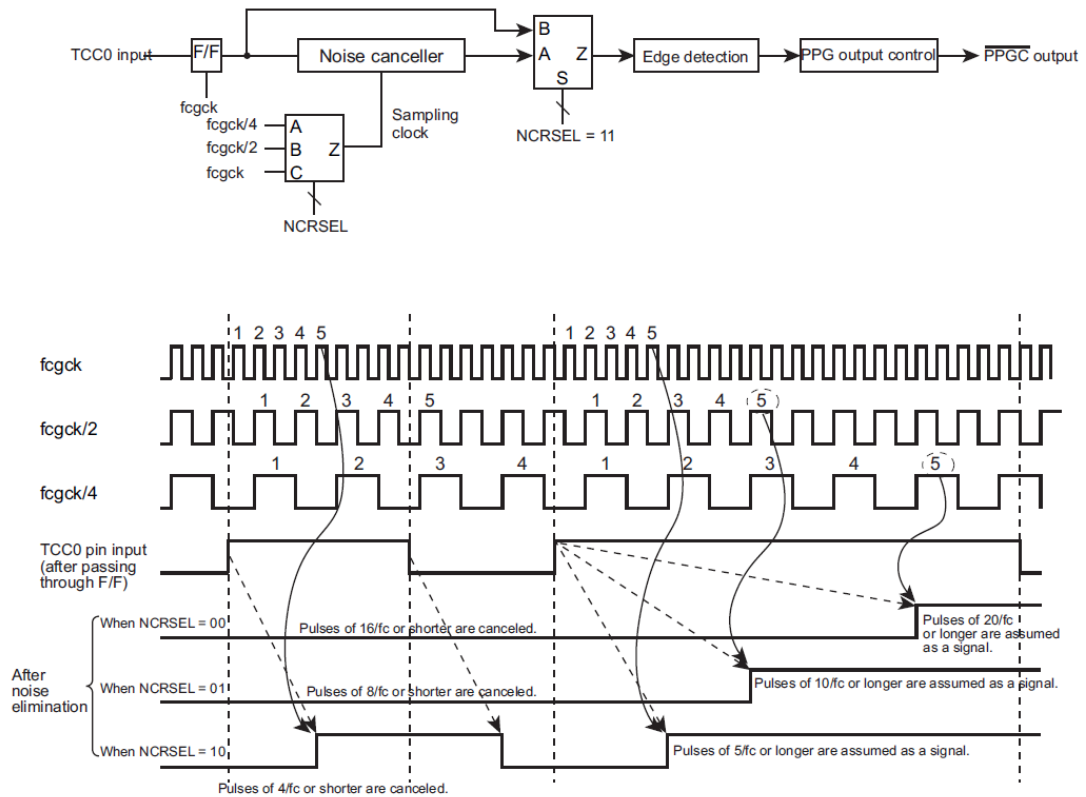 TCC0 input
F/F
Noise canceller
B
A Z
S
Edge detection
PPG output control
PPGC output
fcgck
Sampling
clock
NCRSEL = 11
fcgck/4
fcgck/2
fcgck
A
B Z
C
NCRSEL
1 2 3 4 5 1 2 3 4 5
fcgck
1 2 3 4 5 1 2 3 4 5
fcgck/2
1 2 3 4 1 2 3 4 5
fcgck/4
TCC0 pin input
(after passing
through F/F)
When NCRSEL = 00
Pulses of 16/fc or shorter are canceled.
Pulses of 20/fc
or longer are assumed
as a signal.
After
noise
elimination
When NCRSEL = 01
Pulses of 8/fc or shorter are canceled.
Pulses of 10/fc or longer are assumed as a signal.
When NCRSEL = 10
Pulses of 5/fc or longer are assumed as a signal.
Pulses of 4/fc or shorter are canceled.